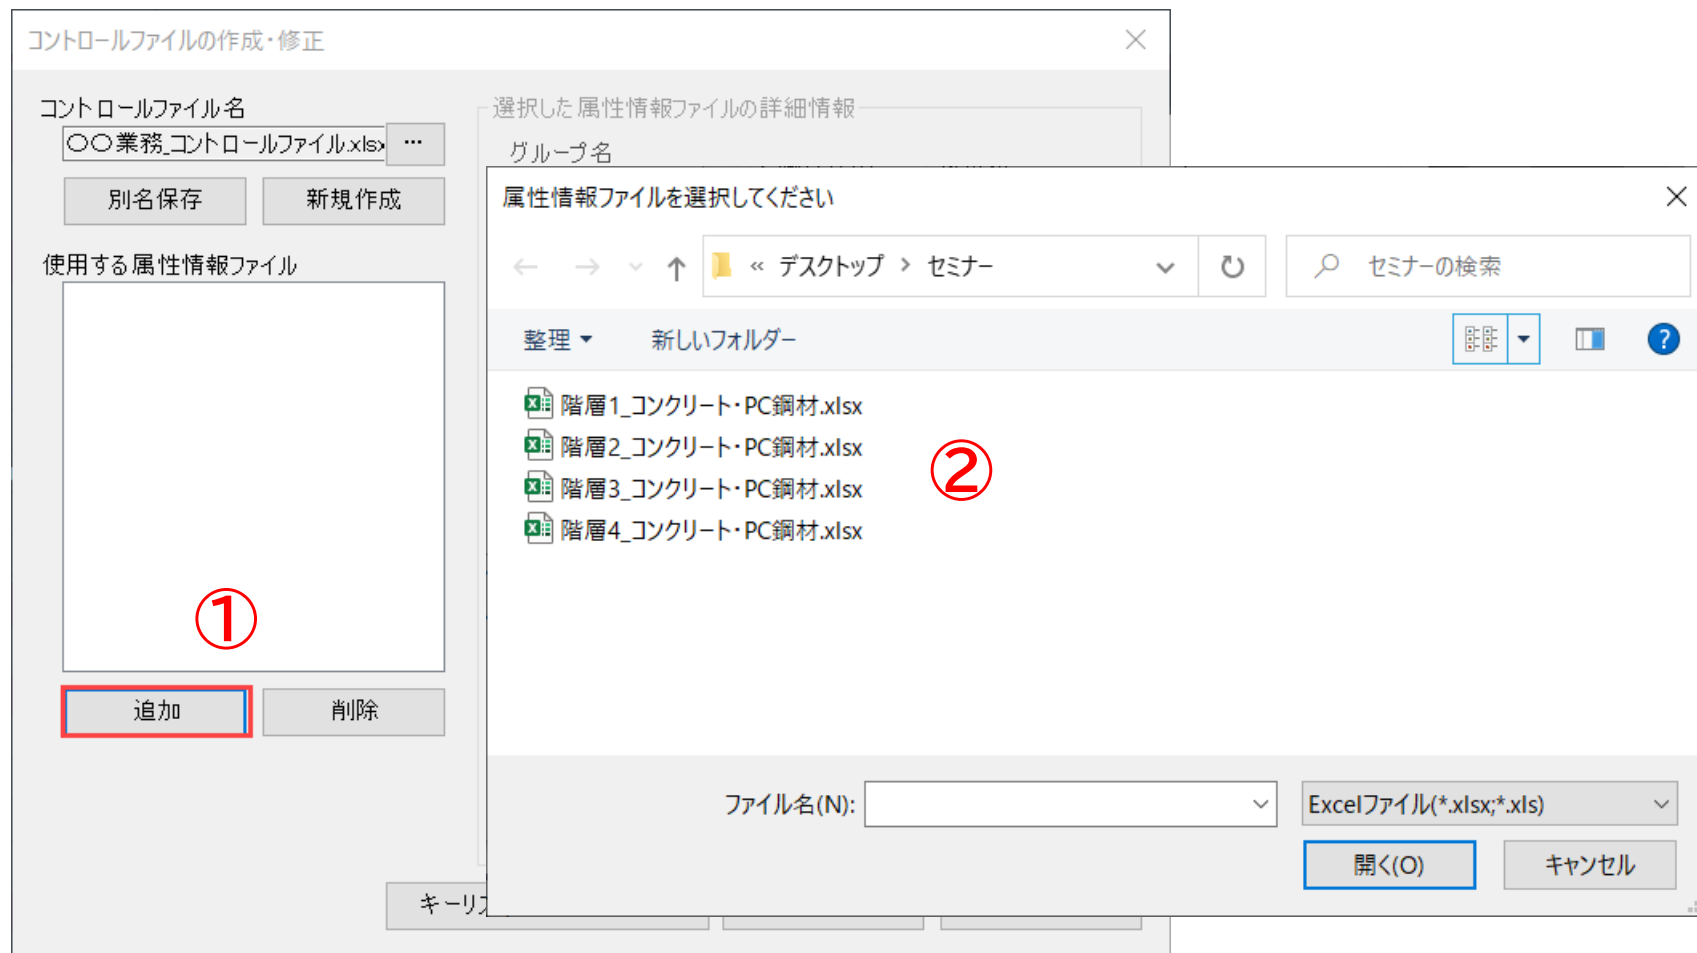 コントロールファイルの作成・修正
コントロールファイル名
〇〇業務_コントロールファイル.xlsx
...
別名保存
新規作成
使用する属性情報ファイル
①
追加
削除
選択した属性情報ファイルの詳細情報
グループ名
属性情報ファイルを選択してください
« デスクトップ > セミナー
セミナーの検索
整理
新しいフォルダー
?
階層1_コンクリート・PC鋼材.xlsx
階層2_コンクリート・PC鋼材.xlsx
階層3_コンクリート・PC鋼材.xlsx
階層4_コンクリート・PC鋼材.xlsx
②
ファイル名(N):
Excelファイル(*.xlsx;*.xls)
開く(O)
キャンセル
キーリ